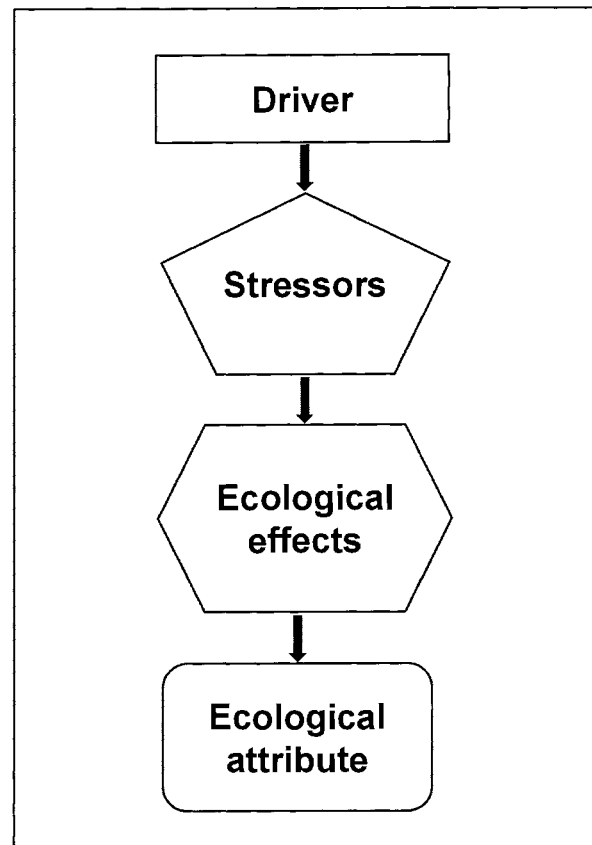 Driver
Stressors
Ecological
effects
Ecological
attribute